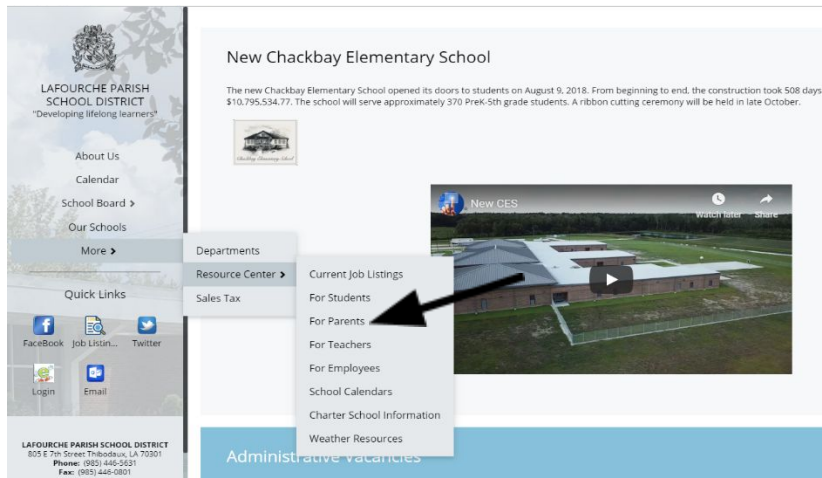 LAFOURCHE PARISH
SCHOOL DISTRICT
"Developing lifelong learners"
About Us
Calendar
School Board >
Our Schools
More >
Quick Links
FaceBook
Job Listin...
Twitter
Login
Email
LAFOURCHE PARISH SCHOOL DISTRICT
805 E 7th Street Thibodaux, LA 70301
Phone: (985) 446-5631
Fax: (985) 446-0801
Departments
Resource Center >
Sales Tax
Current Job Listings
For Students
For Parents
For Teachers
For Employees
School Calendars
Charter School Information
Weather Resources
New Chackbay Elementary School
The new Chackbay Elementary School opened its doors to students on August 9, 2018. From beginning to end, the construction took 508 days
$10,795,534.77. The school will serve approximately 370 PreK-5th grade students. A ribbon cutting ceremony will be held in late October.
Chackbay Elementary School
New CES
Watch later
Share
Administrative Vacancies